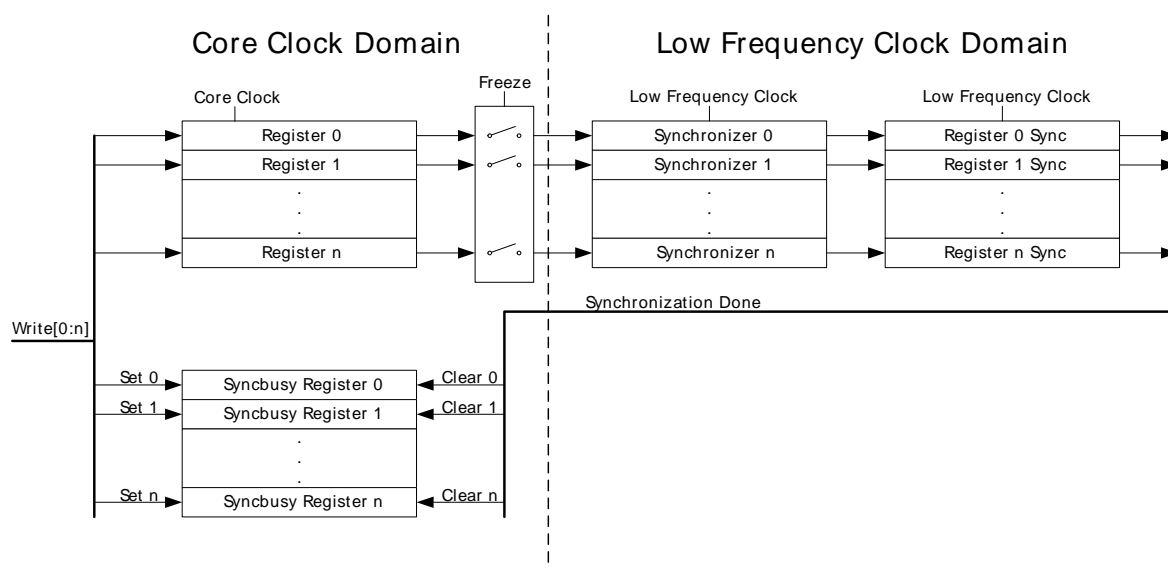 Core Clock Domain
Low Frequency Clock Domain
Freeze
Core Clock
Low Frequency Clock
Low Frequency Clock
Register 0
Synchronizer 0
Register 0 Sync
Register 1
Synchronizer 1
Register 1 Sync
. . .
. . .
. . .
Register n
Synchronizer n
Register n Sync
Synchronization Done
Write[0:n]
Set 0
Syncbusy Register 0
Clear 0
Set 1
Syncbusy Register 1
Clear 1
.
.
.
Set n
Syncbusy Register n
Clear n